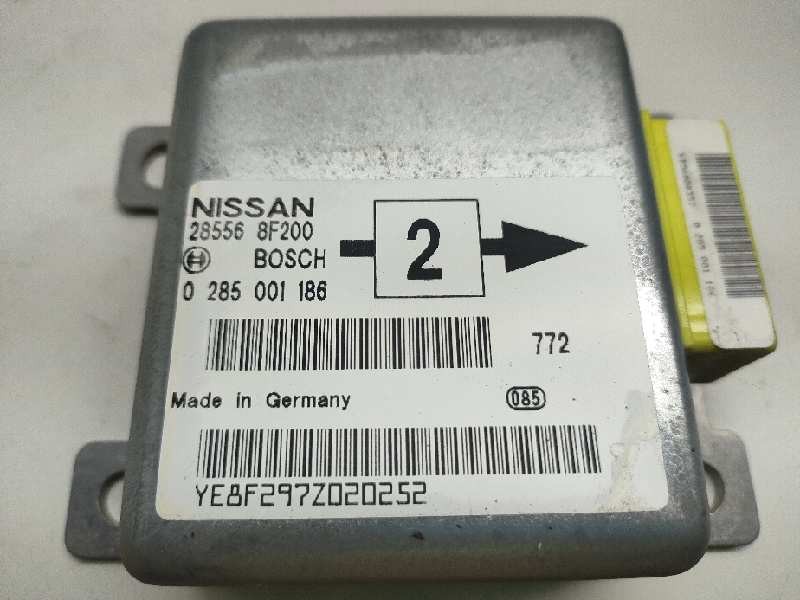 NISSAN
28556 8F200
BOSCH
0 285 001 186
2
772
Made in Germany
085
YE8F297Z020252